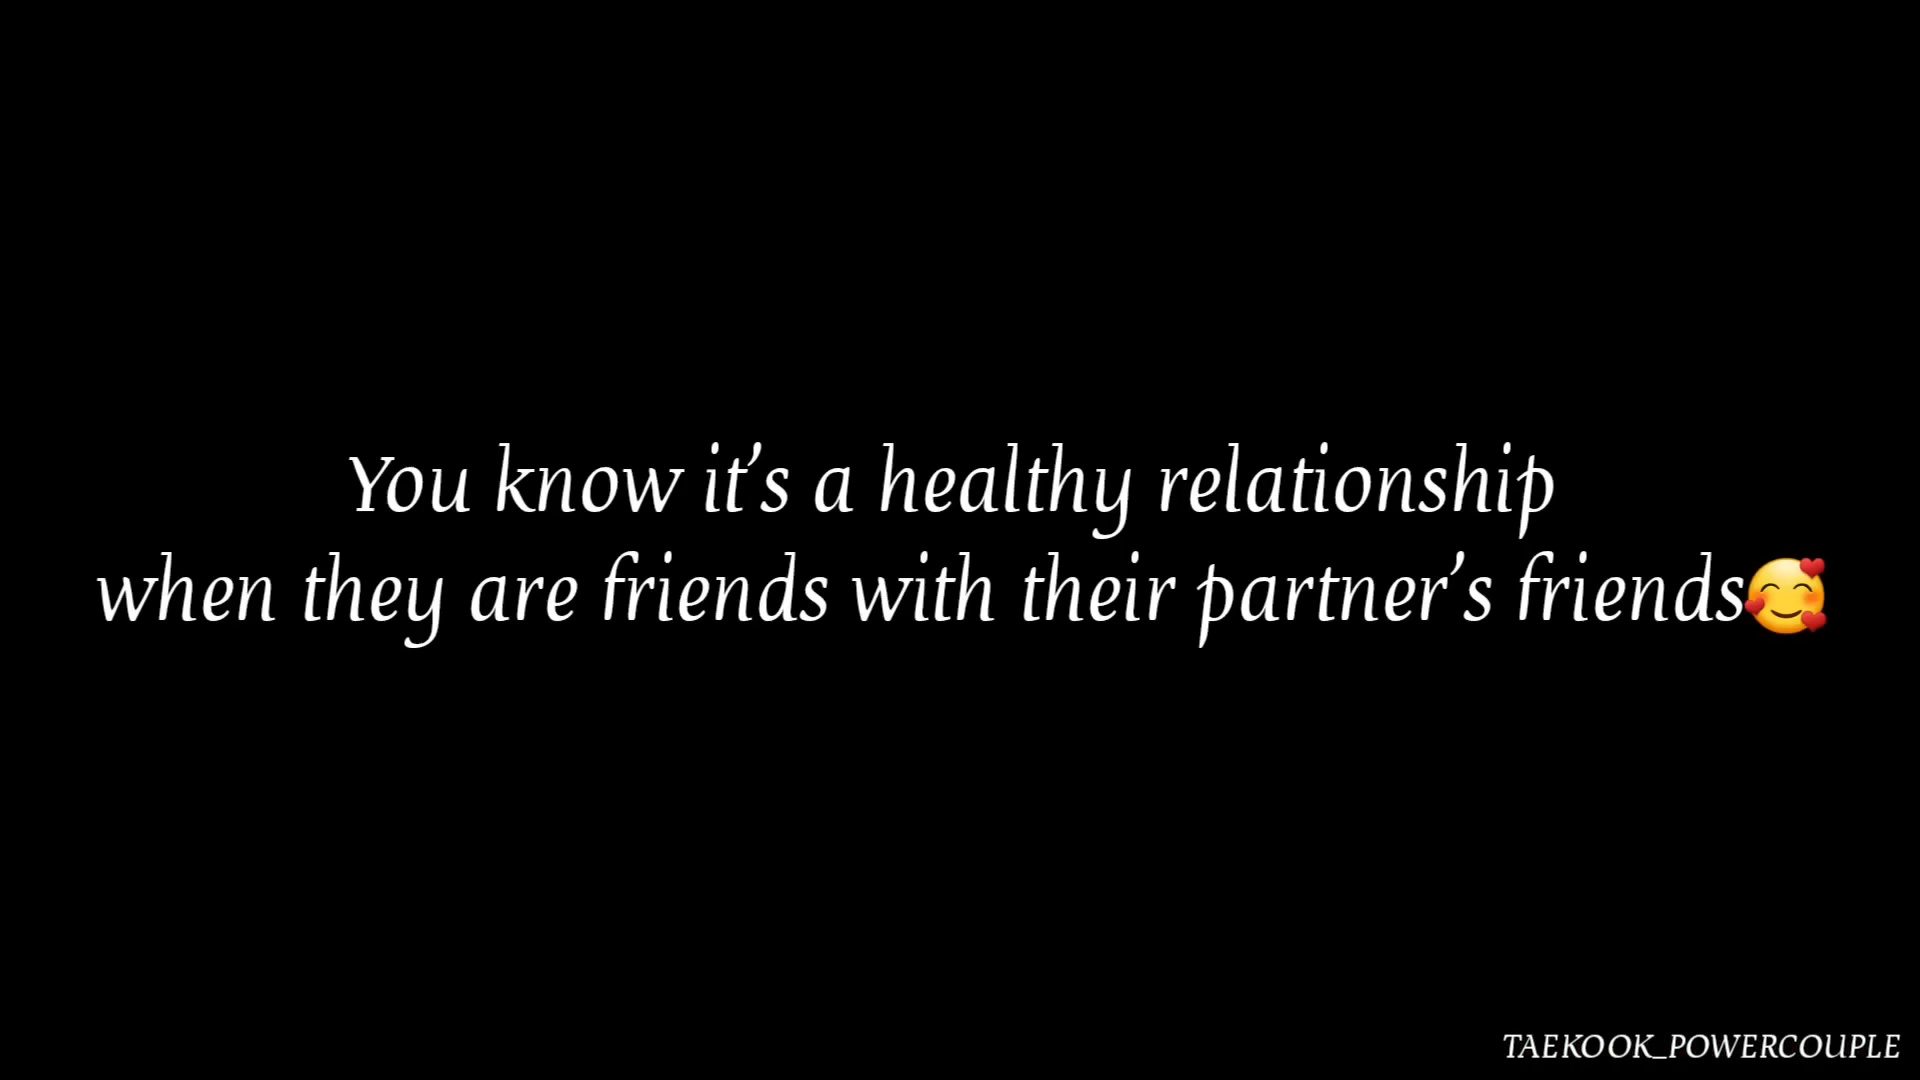 You know it’s a healthy relationship
when they are friends with their partner’s friends🥰
TAEKOOK_POWERCOUPLE